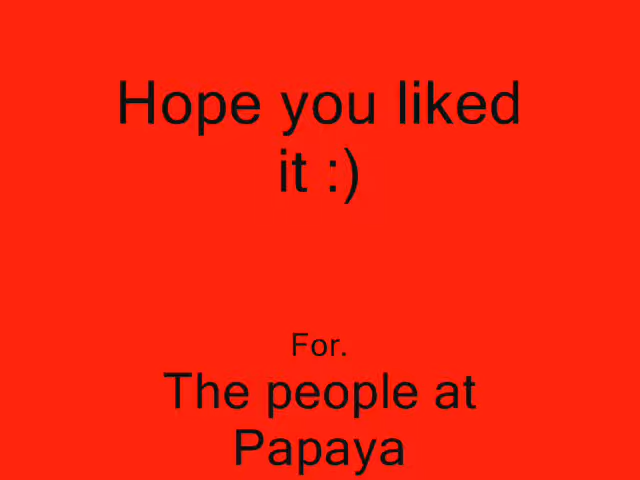 Hope you liked
it :)
For.
The people at
Papaya